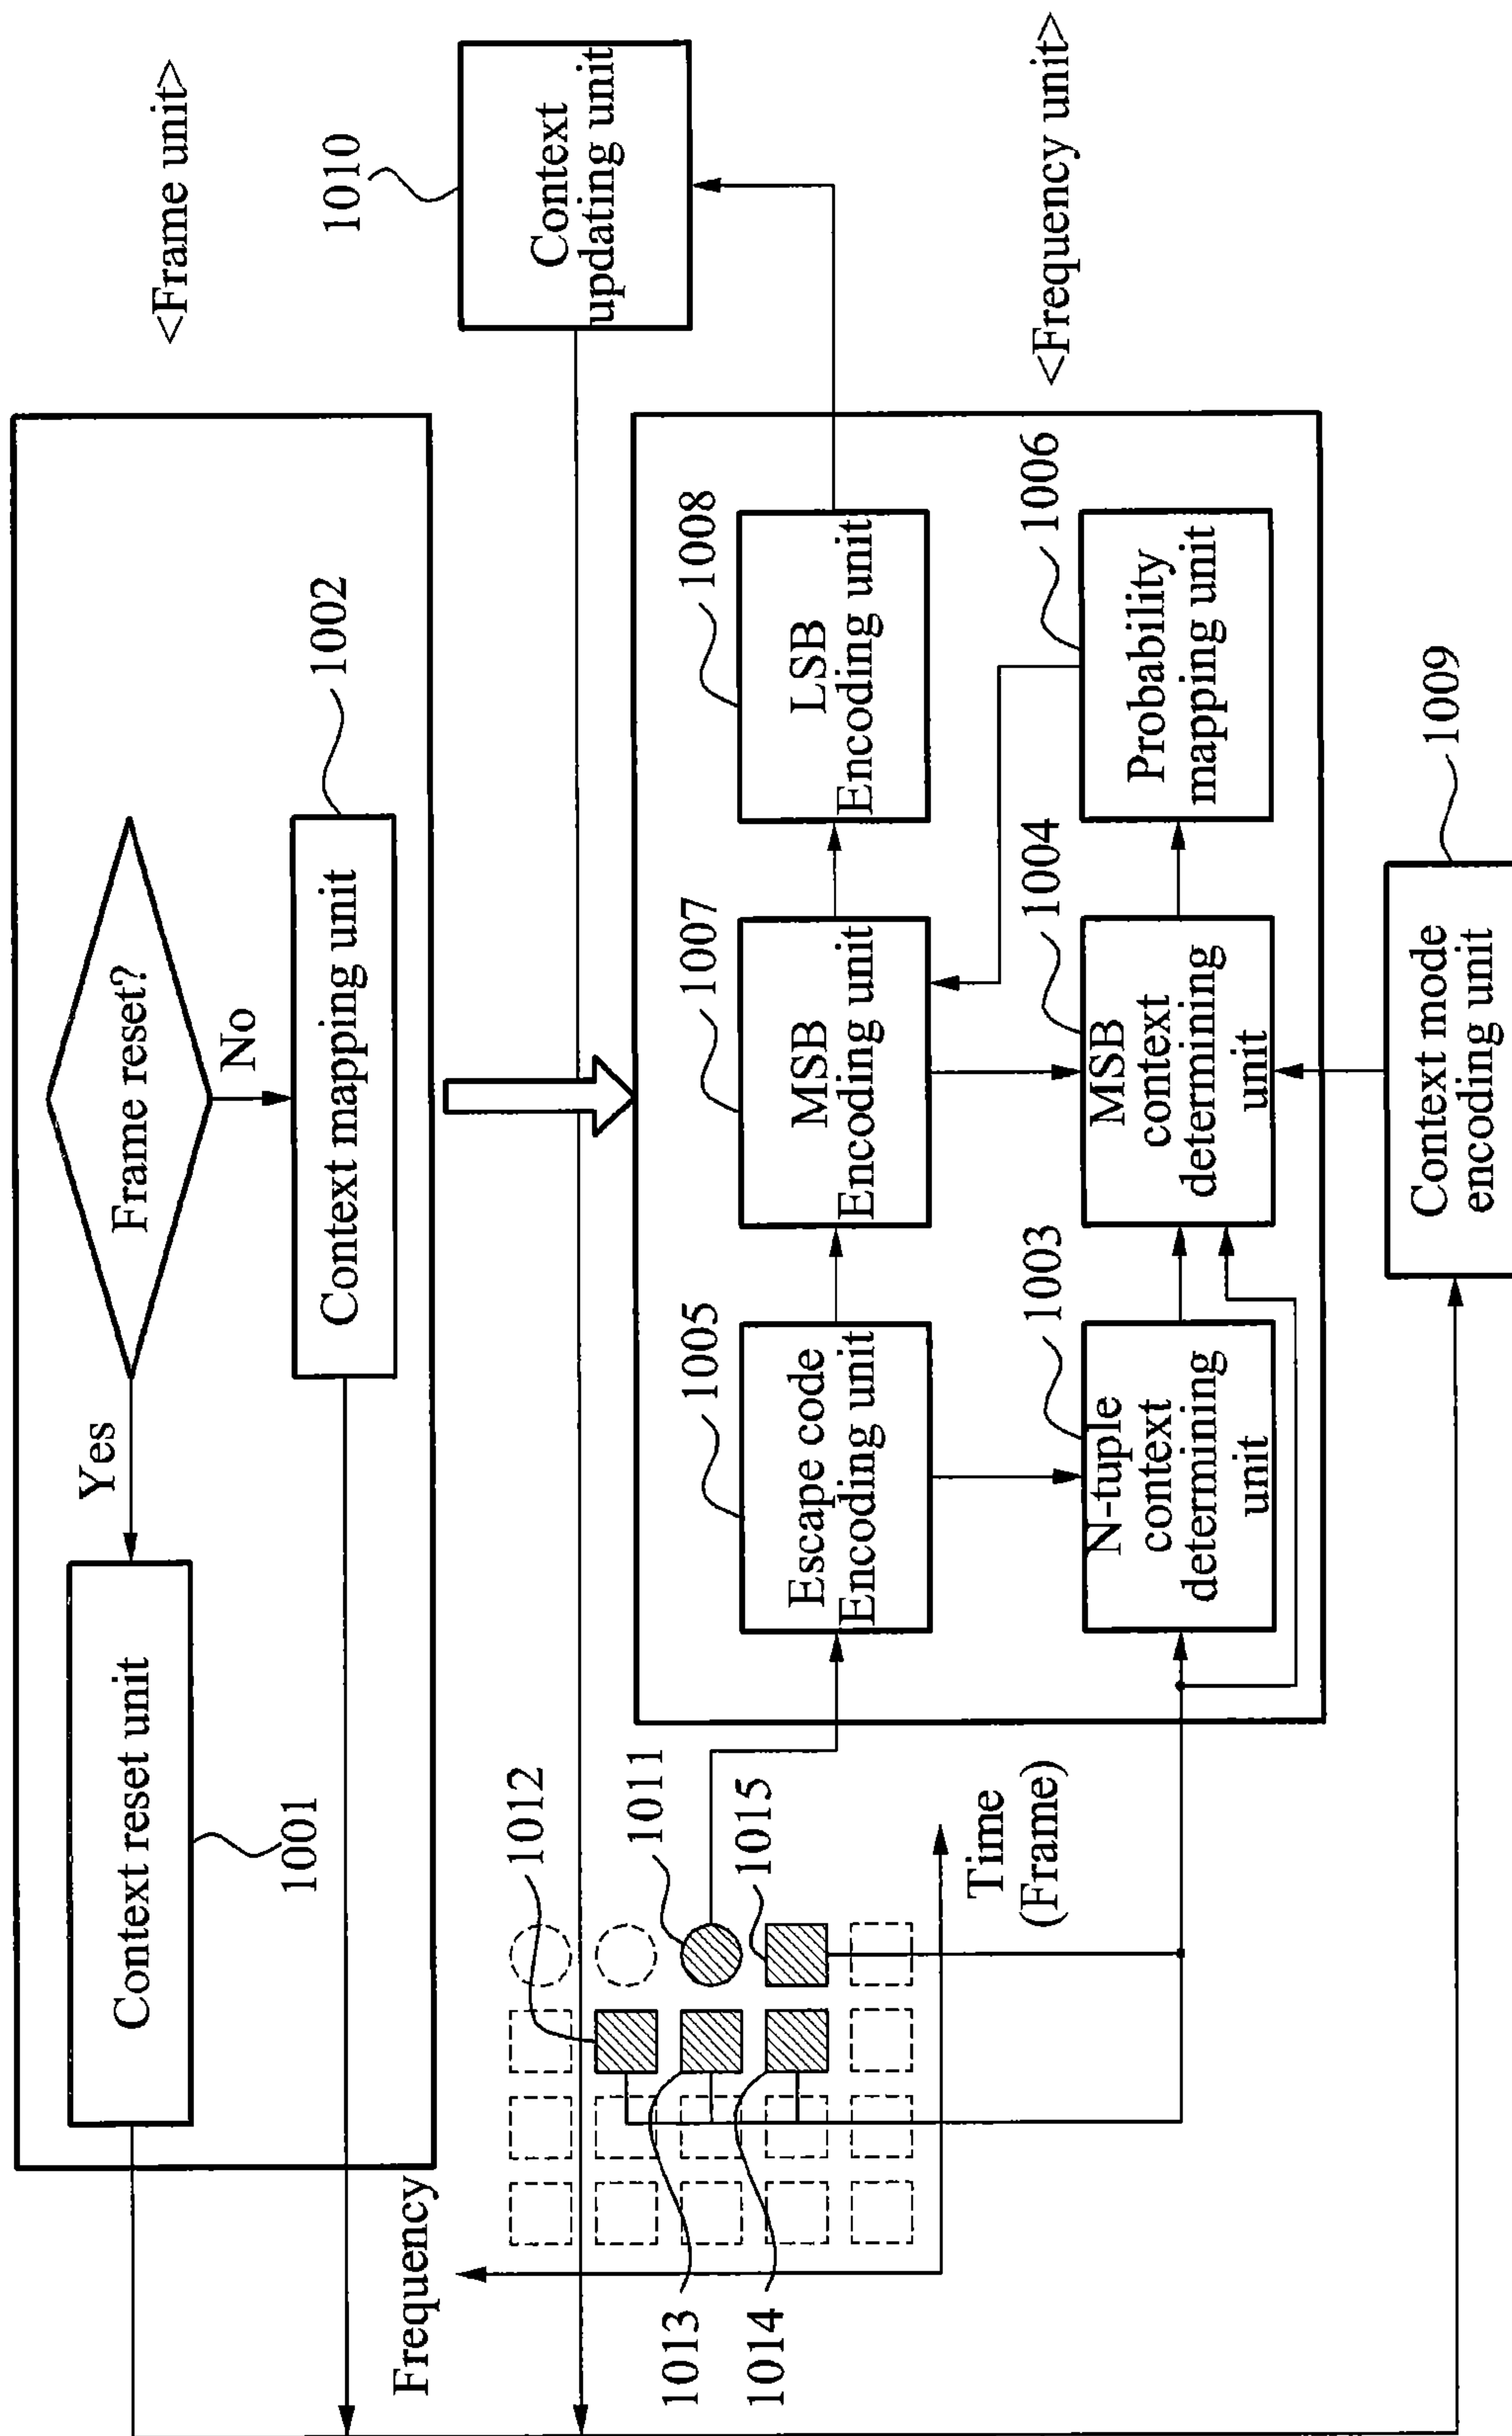 <Frame unit>
Frame reset?
Yes
No
Context reset unit
1001
Context mapping unit
1002
1010
Context
updating unit
Frequency
1012
1011
1013
1014
1015
Time
(Frame)
<Frequency unit>
1005
Escape code
Encoding unit
1007
MSB
Encoding unit
1008
LSB
Encoding unit
1003
N-tuple
context
determining
unit
1004
MSB
context
determining
unit
1006
Probability
mapping unit
1009
Context mode
encoding unit